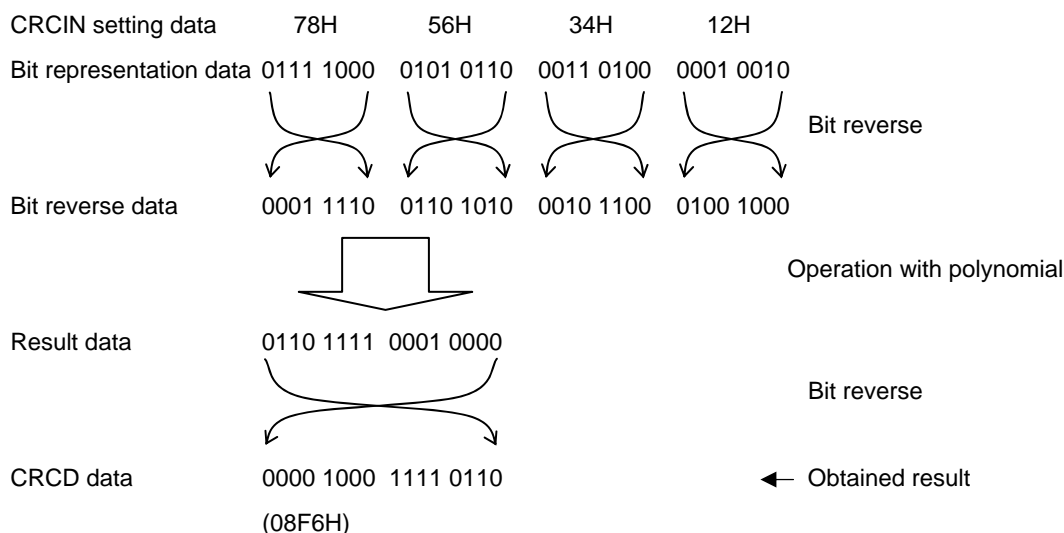 CRCIN setting data 78H 56H 34H 12H
Bit representation data 0111 1000 0101 0110 0011 0100 0001 0010
Bit reverse
Bit reverse data 0001 1110 0110 1010 0010 1100 0100 1000
Operation with polynomial
Result data 0110 1111 0001 0000
Bit reverse
CRCD data 0000 1000 1111 0110 Obtained result
(08F6H)